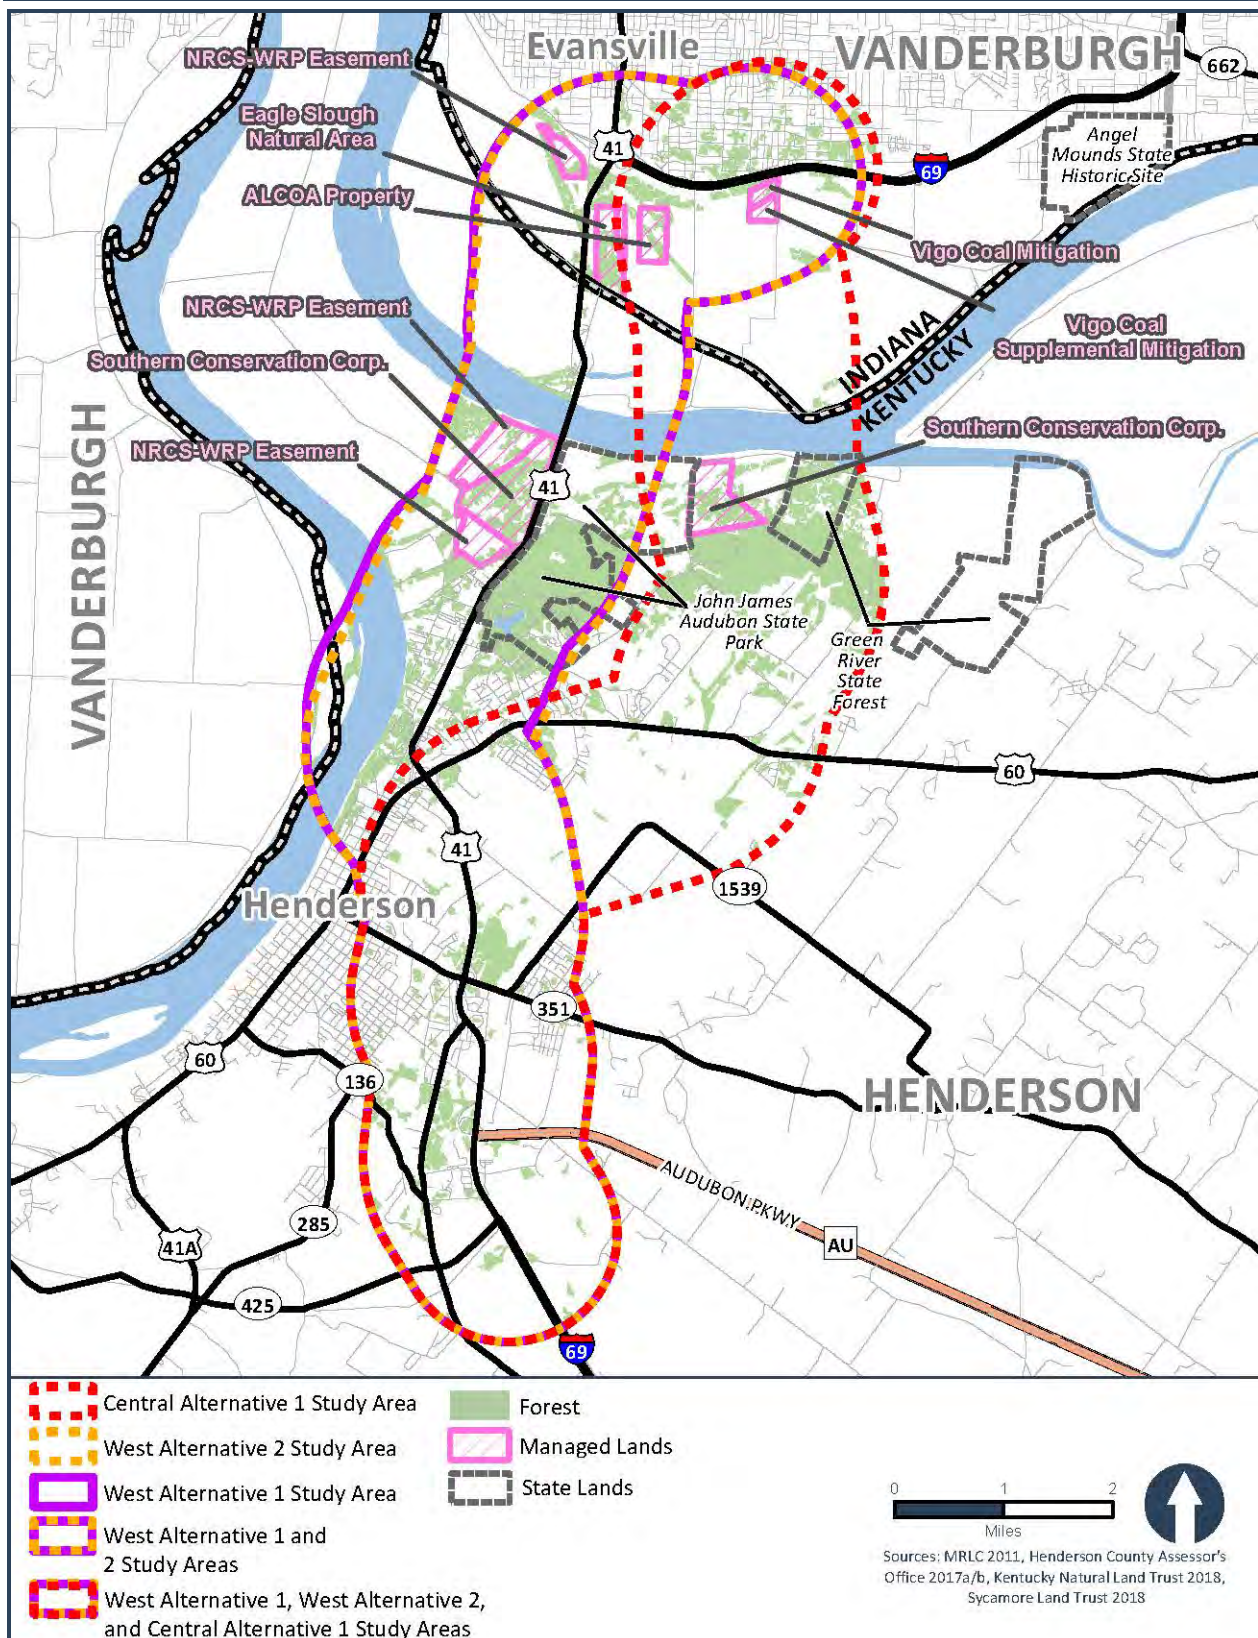 Evansville
VANDERBURGH
662
NRCS-WRP Easement
Eagle Slough
Natural Area
ALCOA Property
41
69
Angel
Mounds State
Historic Site
Vigo Coal Mitigation
NRCS-WRP Easement
Southern Conservation Corp.
NRCS-WRP Easement
INDIANA
KENTUCKY
Vigo Coal
Supplemental Mitigation
Southern Conservation Corp.
VANDERBURGH
41
John James
Audubon State
Park
Green
River
State
Forest
60
41
1539
Henderson
351
60
136
HENDERSON
AUDUBON PKWY
285
41A
AU
425
69
Central Alternative 1 Study Area
West Alternative 2 Study Area
West Alternative 1 Study Area
West Alternative 1 and
2 Study Areas
West Alternative 1, West Alternative 2,
and Central Alternative 1 Study Areas
Forest
Managed Lands
State Lands
0 1 2
Miles
Sources: MRLC 2011, Henderson County Assessor's
Office 2017a/b, Kentucky Natural Land Trust 2018,
Sycamore Land Trust 2018